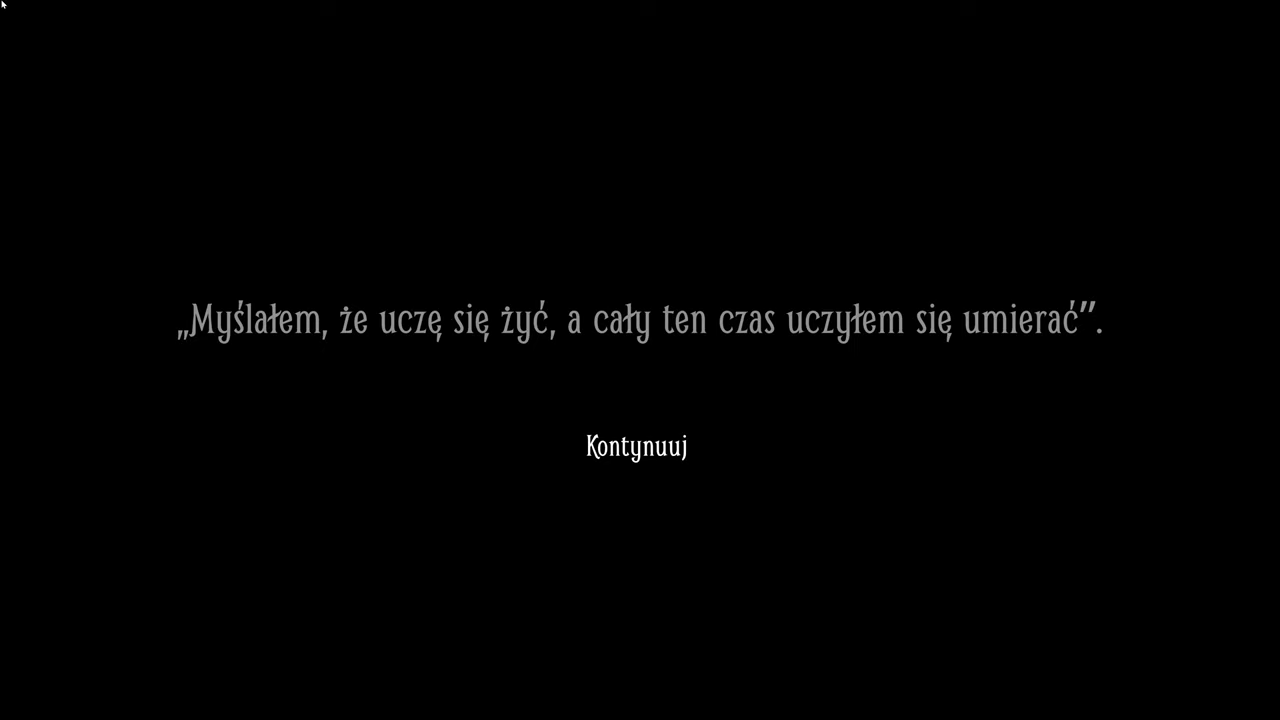 „Myślałem, że uczę się żyć, a cały ten czas uczyłem się umierać”.
Kontynuuj